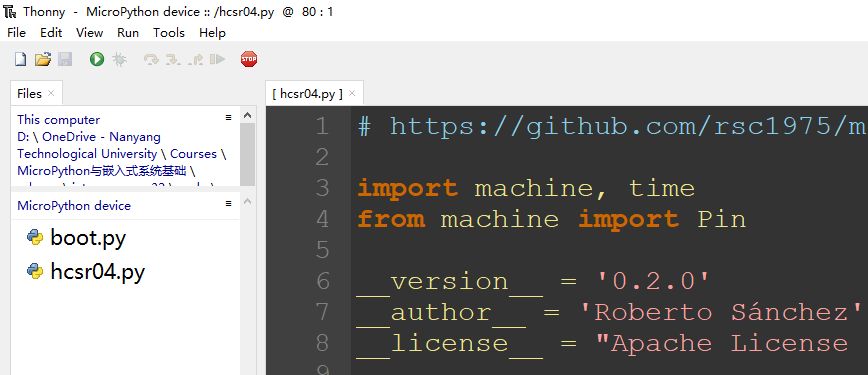 Thonny - MicroPython device :: /hcsr04.py @ 80 : 1
File Edit View Run Tools Help
STOP
Files
[ hcsr04.py ]
This computer
D: \ OneDrive - Nanyang
Technological University \ Courses \
MicroPython与嵌入式系统基础 \
MicroPython device
boot.py
hcsr04.py
1 # https://github.com/rsc1975/m
2
3 import machine, time
4 from machine import Pin
5
6 __version__ = '0.2.0'
7 __author__ = 'Roberto Sánchez'
8 __license__ = "Apache License
9